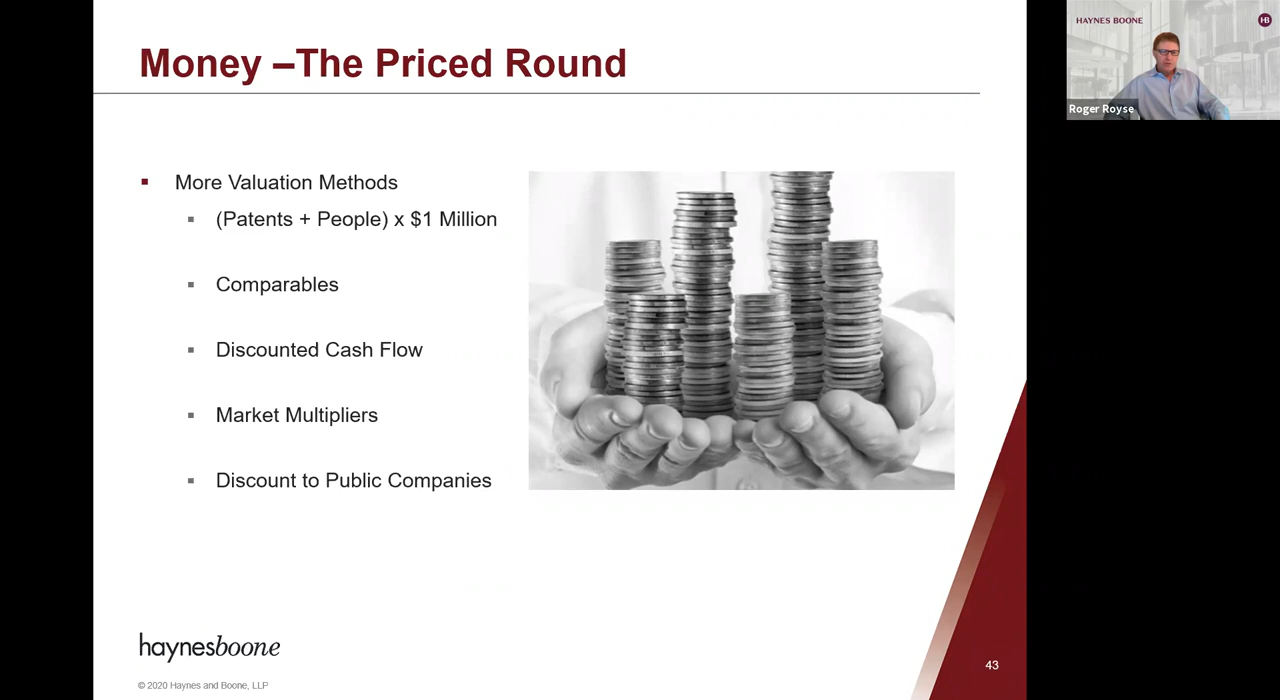 Money –The Priced Round
More Valuation Methods
(Patents + People) x $1 Million
Comparables
Discounted Cash Flow
Market Multipliers
Discount to Public Companies
haynesboone
© 2020 Haynes and Boone, LLP
43
HAYNES BOONE
HB
Roger Royse